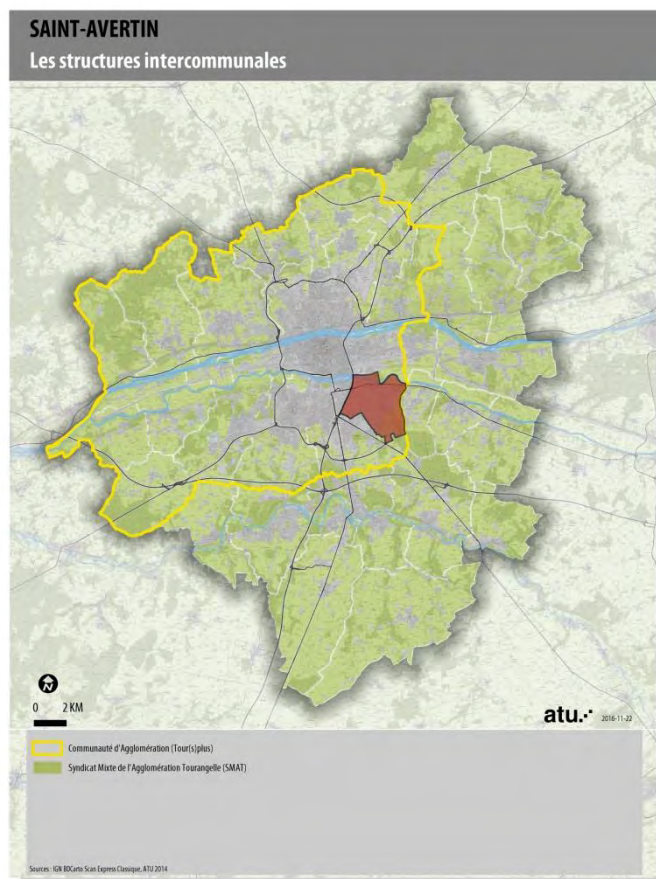 SAINT-AVERTIN
Les structures intercommunales
N
0 2 KM
atu.
2016-11-22
Communauté d'Agglomération (Tour(s)plus)
Syndicat Mixte de l'Agglomération Tourangelle (SMAT)
Sources : IGN BDCarto Scan Express Classique, ATU 2014